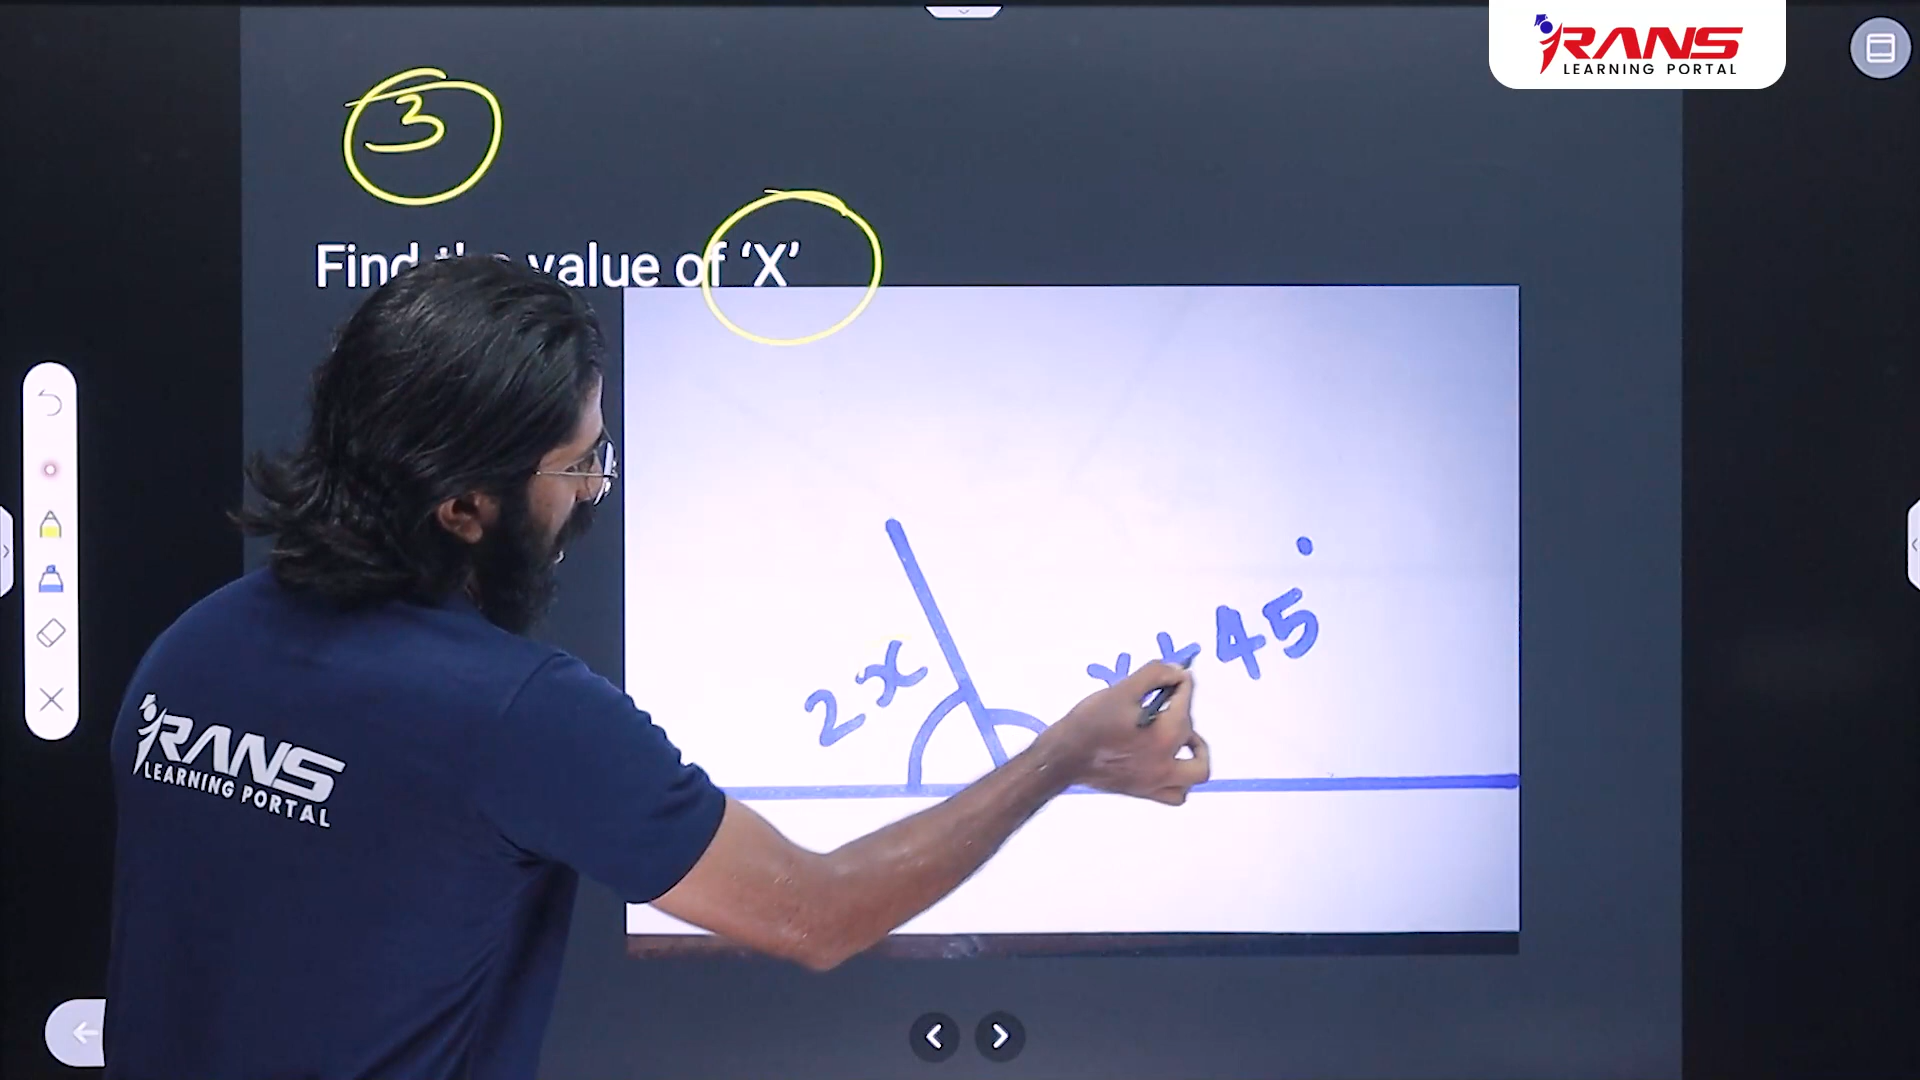 RANS
LEARNING PORTAL
3
Find value of ‘X’
2x
x+45°
RANS
LEARNING PORTAL